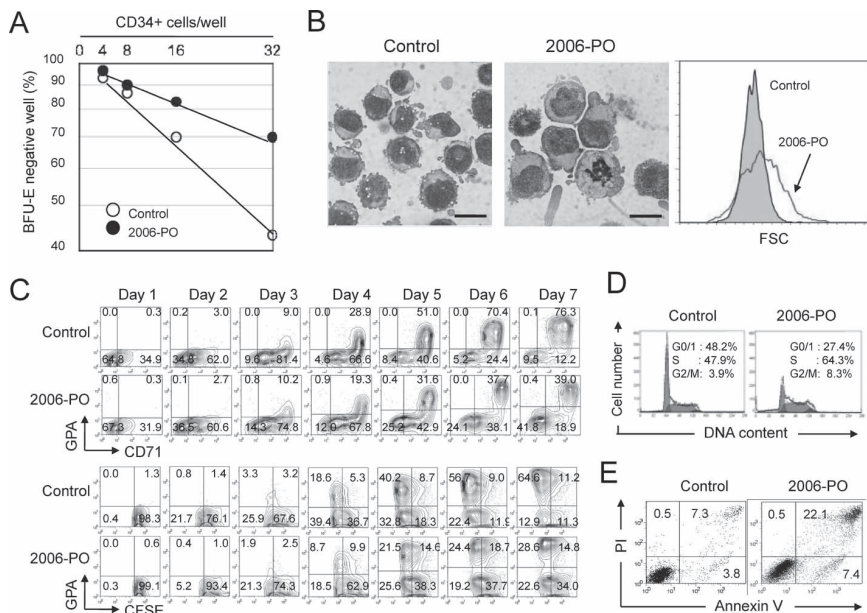 A
CD34+ cells/well
0 4 8 16 32
100
90
80
70
60
50
40
BFU-E negative well (%)
Control
2006-PO
B
Control 2006-PO
Control
2006-PO
FSC
C
Day 1 Day 2 Day 3 Day 4 Day 5 Day 6 Day 7
Control
0.0 0.3 0.2 3.0 0.0 9.0 0.0 28.9 0.0 51.0 0.0 70.4 0.1 76.3
64.8 34.9 34.8 62.0 9.6 81.4 4.6 66.6 8.4 40.6 5.2 24.4 9.5 12.2
2006-PO
0.6 0.3 0.1 2.7 0.8 10.2 0.9 19.3 0.4 31.6 0.0 37.7 0.4 39.0
67.3 31.9 36.5 60.6 14.3 74.8 12.0 67.8 25.2 42.9 24.1 38.1 41.8 18.9
GPA
CD71
Control
0.0 1.3 0.8 1.4 3.3 3.2 18.6 5.3 40.2 8.7 56.7 9.0 64.6 11.2
0.4 98.3 21.7 76.1 25.9 67.6 39.41 36.7 32.8 18.3 22.4 11.9 12.9 11.3
2006-PO
0.0 0.6 0.4 1.0 1.9 2.5 8.7 9.9 21.5 14.6 24.4 18.7 28.6 14.8
0.3 99.1 5.2 93.4 21.3 74.3 18.5 62.9 25.6 38.3 19.2 37.7 22.6 34.0
GPA
CFSE
D
Control 2006-PO
G0/1 : 48.2%
S : 47.9%
G2/M: 3.9%
G0/1 : 27.4%
S : 64.3%
G2/M: 8.3%
Cell number
DNA content
E
Control 2006-PO
0.5 7.3 0.5 22.1
3.8 7.4
PI
Annexin V